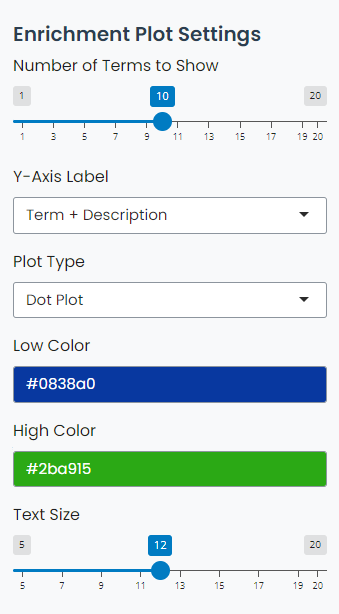 Enrichment Plot Settings
Number of Terms to Show
1 10 20
1 3 5 7 9 11 13 15 17 19 20
Y-Axis Label
Term + Description
Plot Type
Dot Plot
Low Color
#0838a0
High Color
#2ba915
Text Size
5 12 20
5 7 9 11 13 15 17 19 20